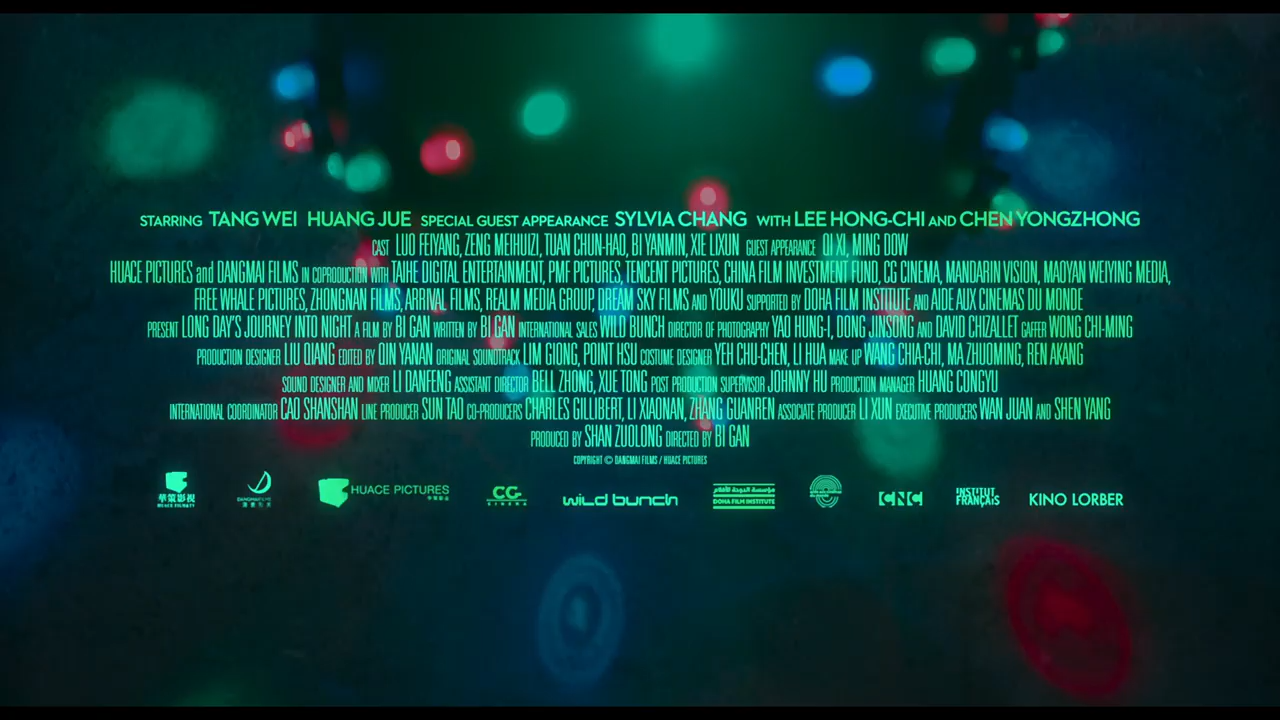 STARRING TANG WEI HUANG JUE SPECIAL GUEST APPEARANCE SYLVIA CHANG WITH LEE HONG-CHI AND CHEN YONGZHONG
CAST LUO FEIYANG, ZENG MEIHUIZI, TUAN CHUN-HAO, BI YANMIN, XIE LIXUN GUEST APPEARANCE QI XI, MING DOW
HUACE PICTURES and DANGMAI FILMS IN COPRODUCTION WITH TAIHE DIGITAL ENTERTAINMENT, PMF PICTURES, TENCENT PICTURES, CHINA FILM INVESTMENT FUND, CG CINEMA, MANDARIN VISION, MAOYAN WEIYING MEDIA,
FREE WHALE PICTURES, ZHONGNAN FILMS, ARRIVAL FILMS, REALM MEDIA GROUP DREAM SKY FILMS AND YOUKU SUPPORTED BY DOHA FILM INSTITUTE AND AIDE AUX CINEMAS DU MONDE
PRESENT LONG DAY'S JOURNEY INTO NIGHT A FILM BY BI GAN WRITTEN BY BI GAN INTERNATIONAL SALES WILD BUNCH DIRECTOR OF PHOTOGRAPHY YAO HUNG-I, DONG JINSONG AND DAVID CHIZALLET GAFFER WONG CHI-MING
PRODUCTION DESIGNER LIU QIANG EDITED BY QIN YANAN ORIGINAL SOUNDTRACK LIM GIONG, POINT HSU COSTUME DESIGNER YEH CHU-CHEN, LI HUA MAKE UP WANG CHIA-CHI, MA ZHUOMING, REN AKANG
SOUND DESIGNER AND MIXER LI DANFENG ASSISTANT DIRECTOR BELL ZHONG, XUE TONG POST PRODUCTION SUPERVISOR JOHNNY HU PRODUCTION MANAGER HUANG CONGYU
INTERNATIONAL COORDINATOR CAO SHANSHAN LINE PRODUCER SUN TAO CO-PRODUCERS CHARLES GILLIBERT, LI XIAONAN, ZHANG GUANREN ASSOCIATE PRODUCER LI XUN EXECUTIVE PRODUCERS WAN JUAN AND SHEN YANG
PRODUCED BY SHAN ZUOLONG DIRECTED BY BI GAN
COPYRIGHT © DANGMAI FILMS / HUACE PICTURES
華策影視
DANGMAI FILMS
HUACE PICTURES
CG CINEMA
wild bunch
مؤسسة الدوحة للأفلام
DOHA FILM INSTITUTE
CNC
INSTITUT FRANÇAIS
KINO LORBER